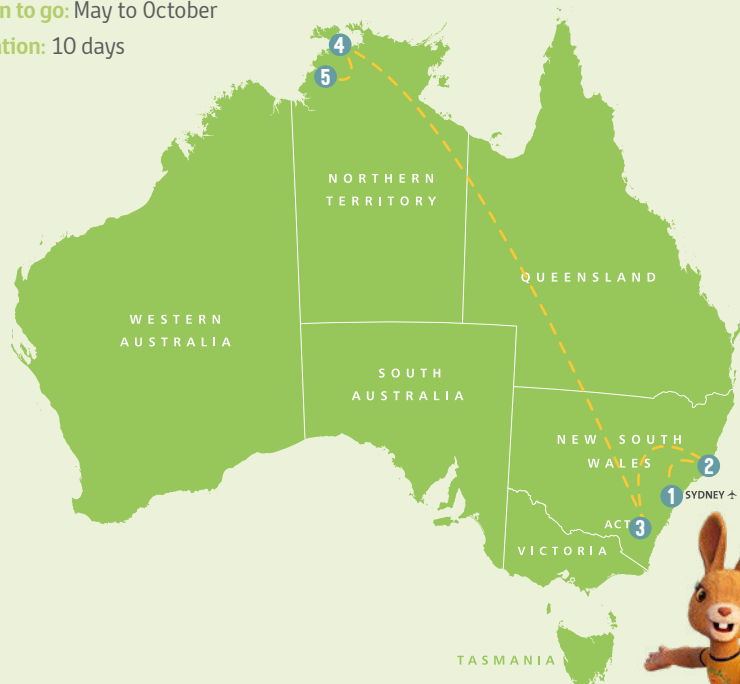 n to go: May to October
tion: 10 days
4
5
NORTHERN
TERRITORY
QUEENSLAND
WESTERN
AUSTRALIA
SOUTH
AUSTRALIA
NEW SOUTH
WALES
2
1 SYDNEY
ACT 3
VICTORIA
TASMANIA